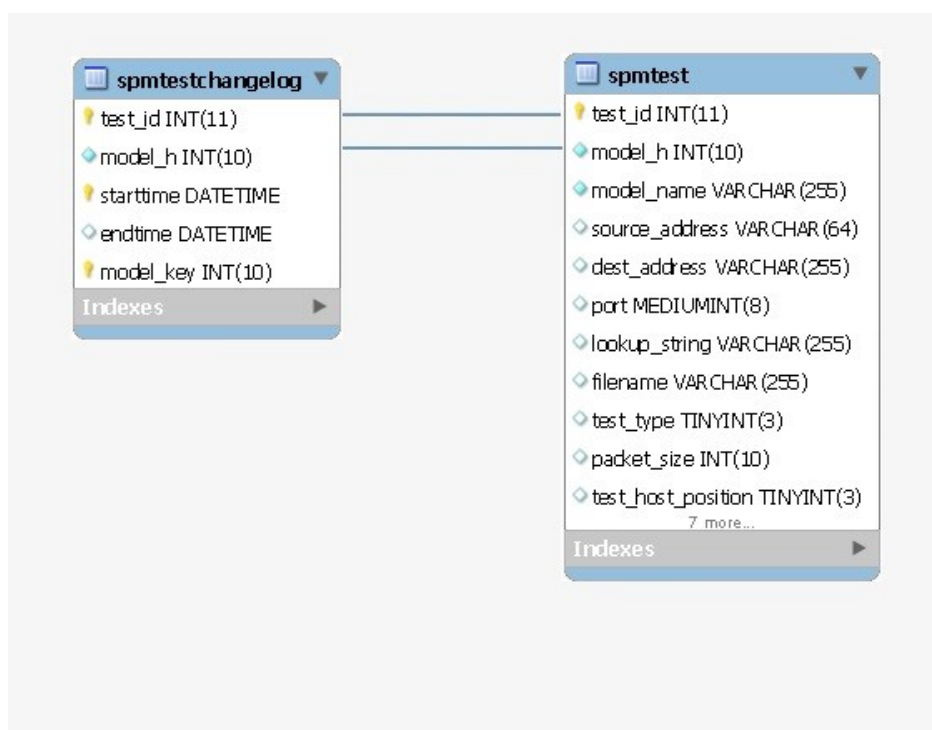 spmtestchangelog
test_id INT(11)
model_h INT(10)
starttime DATETIME
endtime DATETIME
model_key INT(10)
Indexes
spmtest
test_id INT(11)
model_h INT(10)
model_name VARCHAR(255)
source_address VARCHAR(64)
dest_address VARCHAR(255)
port MEDIUMINT(8)
lookup_string VARCHAR(255)
filename VARCHAR(255)
test_type TINYINT(3)
packet_size INT(10)
test_host_position TINYINT(3)
7 more...
Indexes